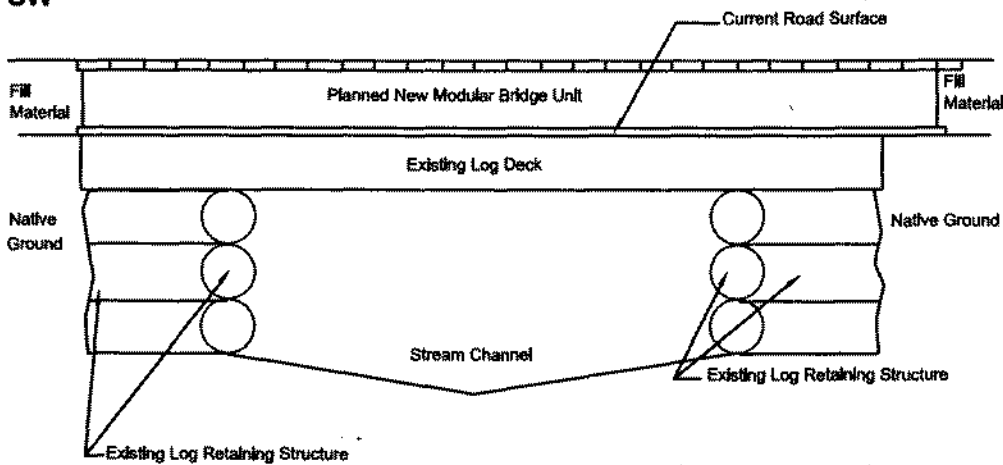 SW
Current Road Surface
Fill
Material
Planned New Modular Bridge Unit
Fill
Material
Existing Log Deck
Native
Ground
Native Ground
Stream Channel
Existing Log Retaining Structure
Existing Log Retaining Structure